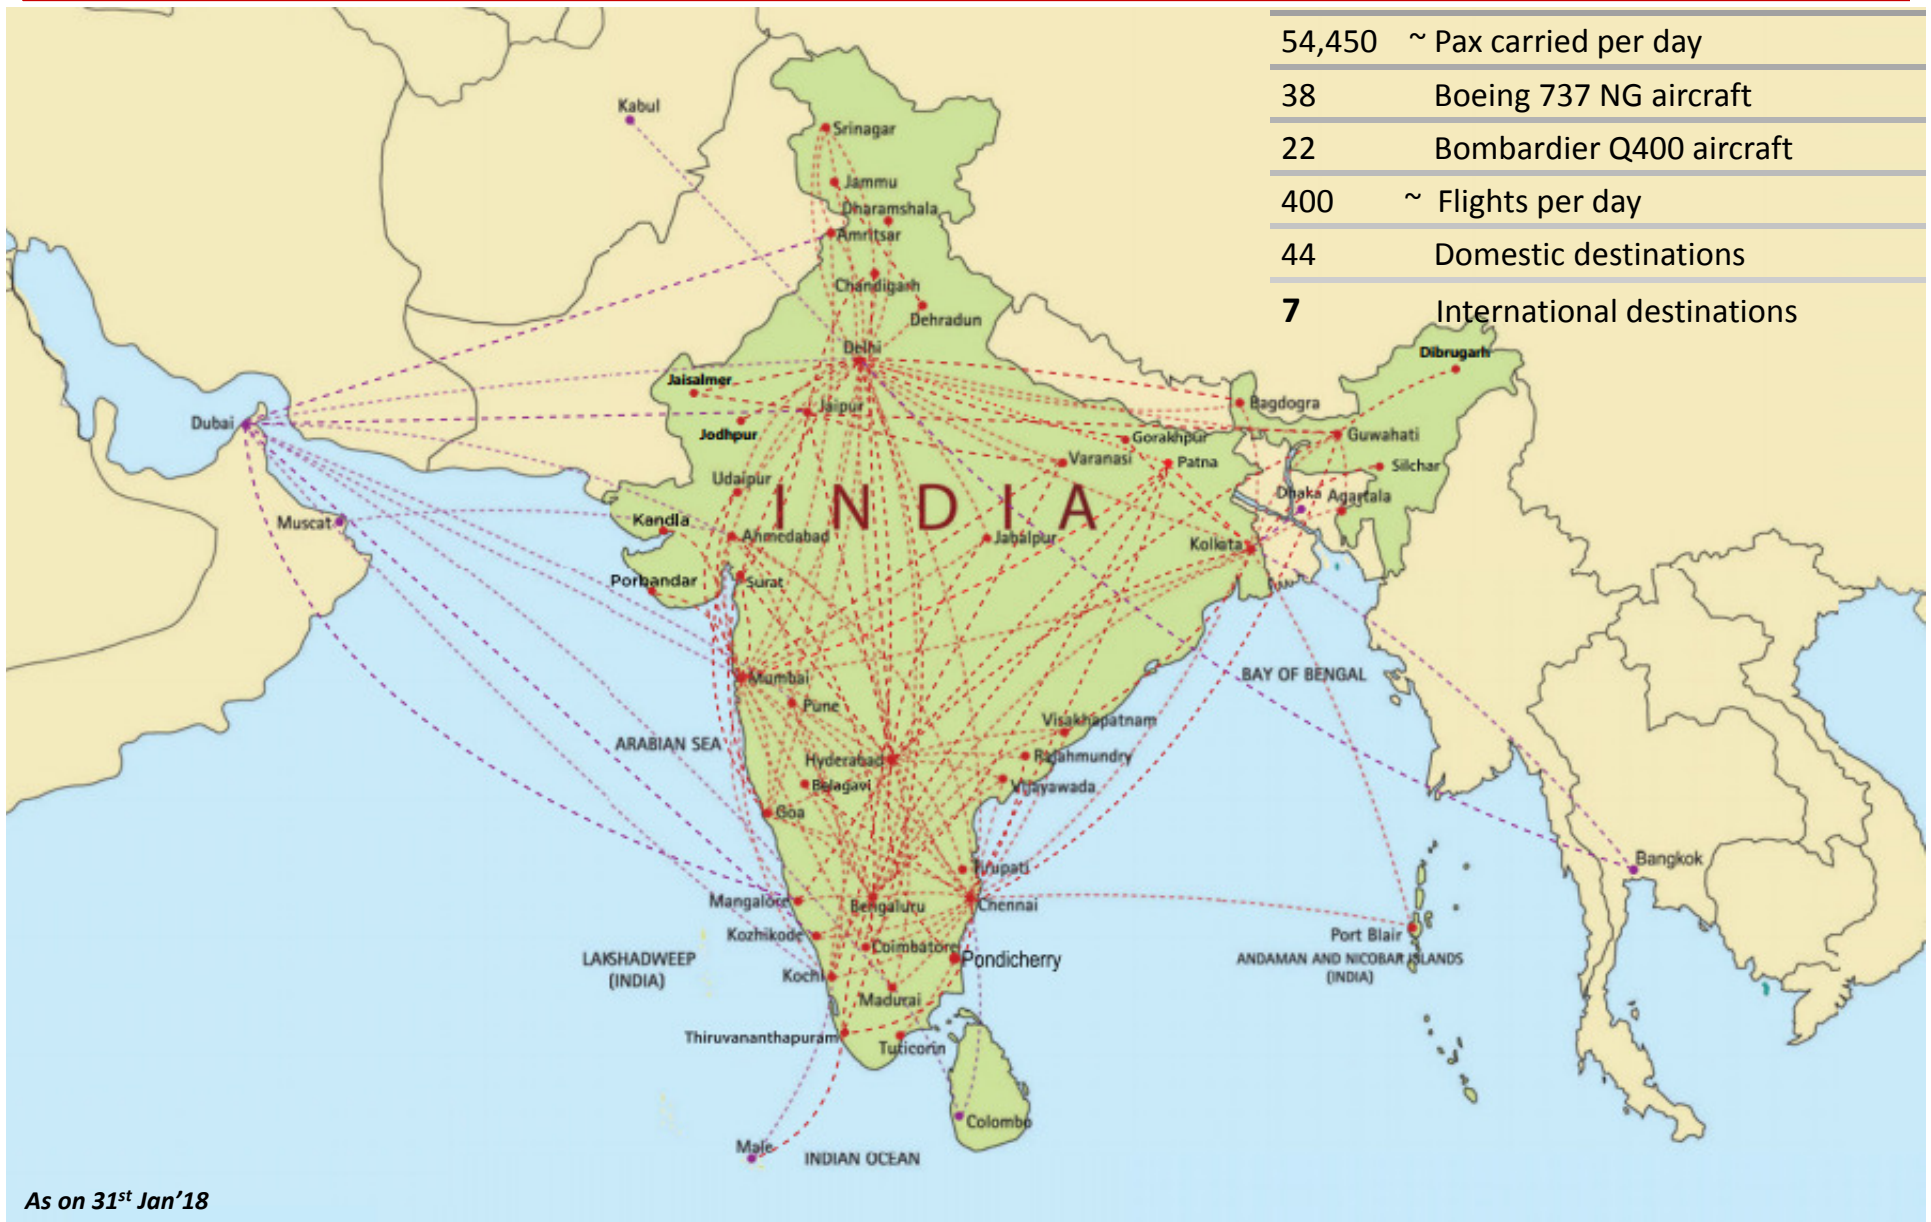 54,450 ~ Pax carried per day
38 Boeing 737 NG aircraft
22 Bombardier Q400 aircraft
400 ~ Flights per day
44 Domestic destinations
7 International destinations
Kabul
Srinagar
Jammu
Dharamshala
Amritsar
Chandigarh
Dehradun
Delhi
Dibrugarh
Jaisalmer
Bagdogra
Jaipur
Dubai
Jodhpur
Gorakhpur
Guwahati
Varanasi
Patna
Silchar
Udaipur
INDIA
Dhaka
Agartala
Muscat
Kandla
Ahmedabad
Jabalpur
Kolkata
Porbandar
Surat
Mumbai
BAY OF BENGAL
Pune
Visakhapatnam
ARABIAN SEA
Hyderabad
Rajahmundry
Belagavi
Vijayawada
Goa
Bangkok
Tirupati
Mangalore
Bengaluru
Chennai
Kozhikode
Coimbatore
Port Blair
LAKSHADWEEP
(INDIA)
Pondicherry
ANDAMAN AND NICOBAR ISLANDS
(INDIA)
Kochi
Madurai
Thiruvananthapuram
Tuticorin
Colombo
Male
INDIAN OCEAN
As on 31st Jan'18